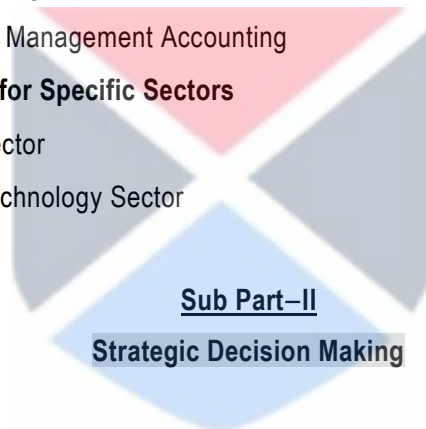 Management Accounting
for Specific Sectors
ctor
chnology Sector
Sub Part–II
Strategic Decision Making